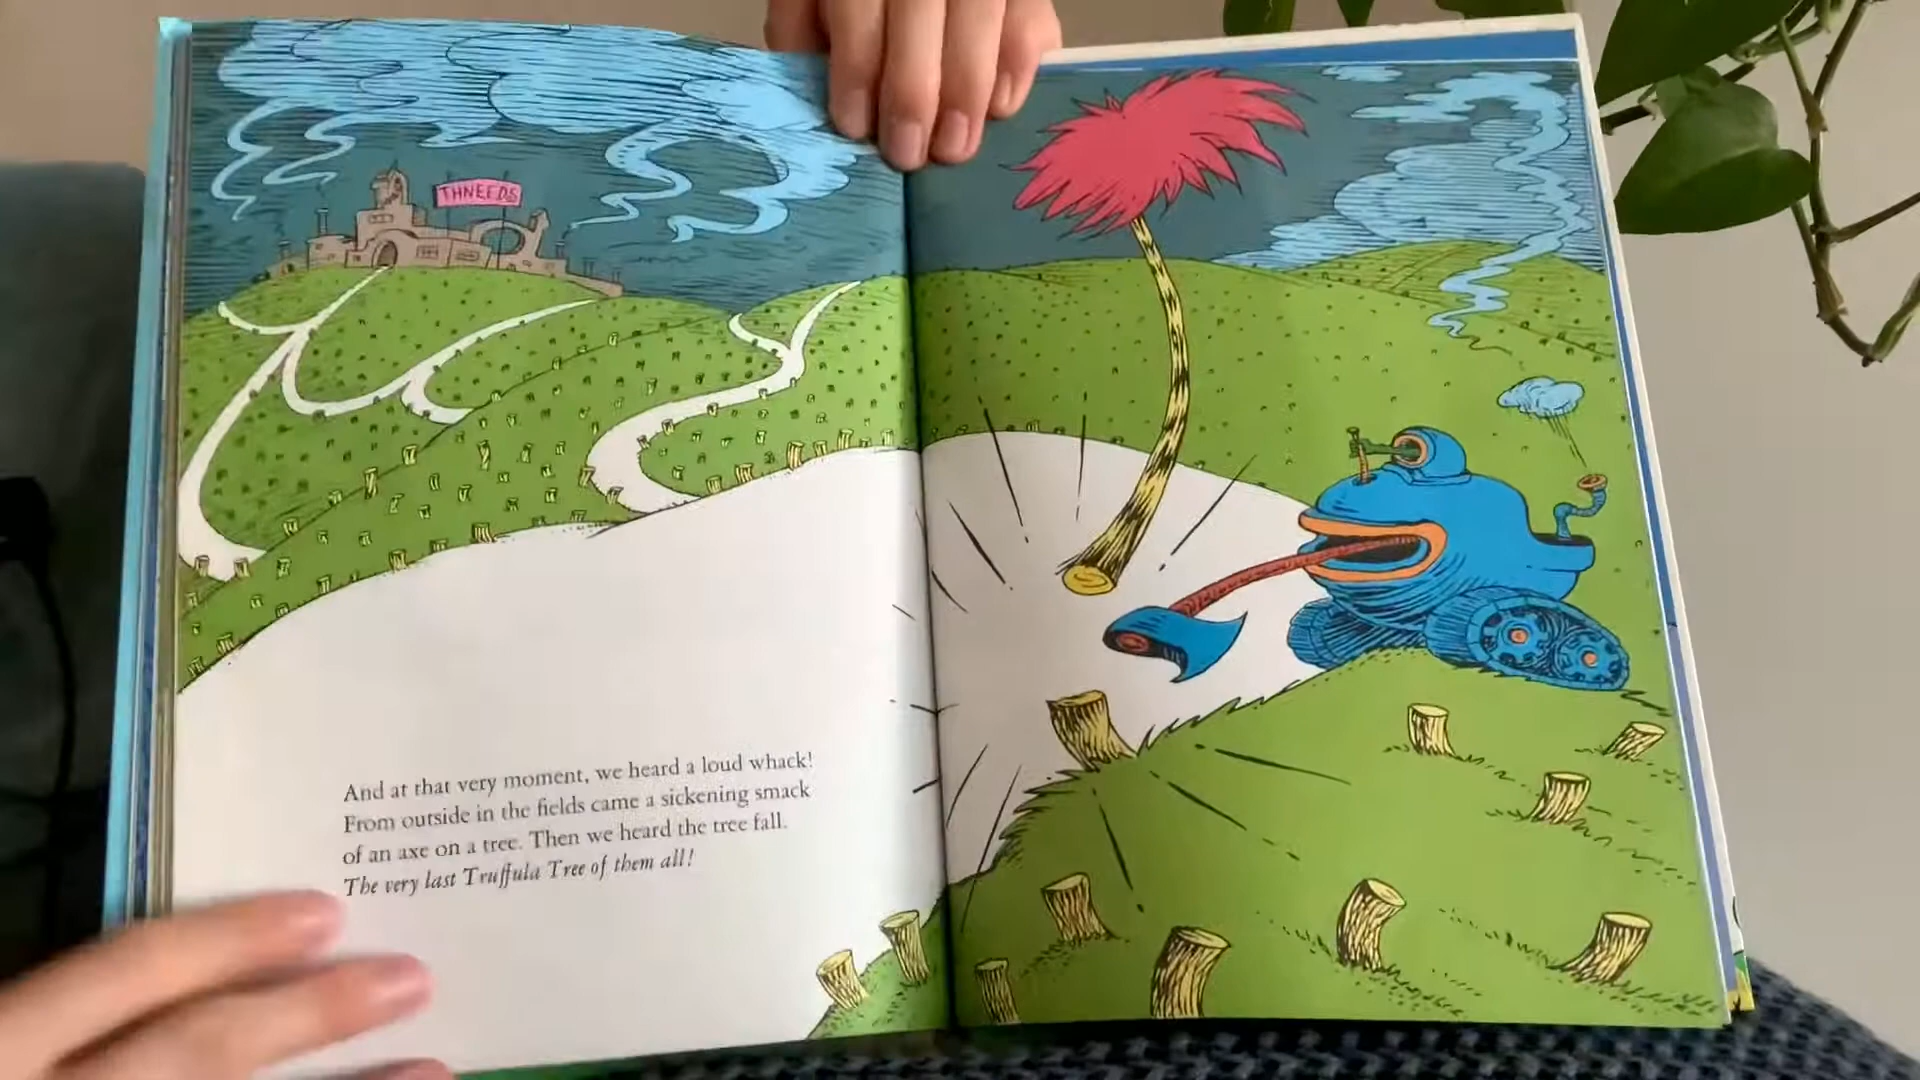 THNEEDS
And at that very moment, we heard a loud whack!
From outside in the fields came a sickening smack
of an axe on a tree. Then we heard the tree fall.
The very last Truffula Tree of them all!